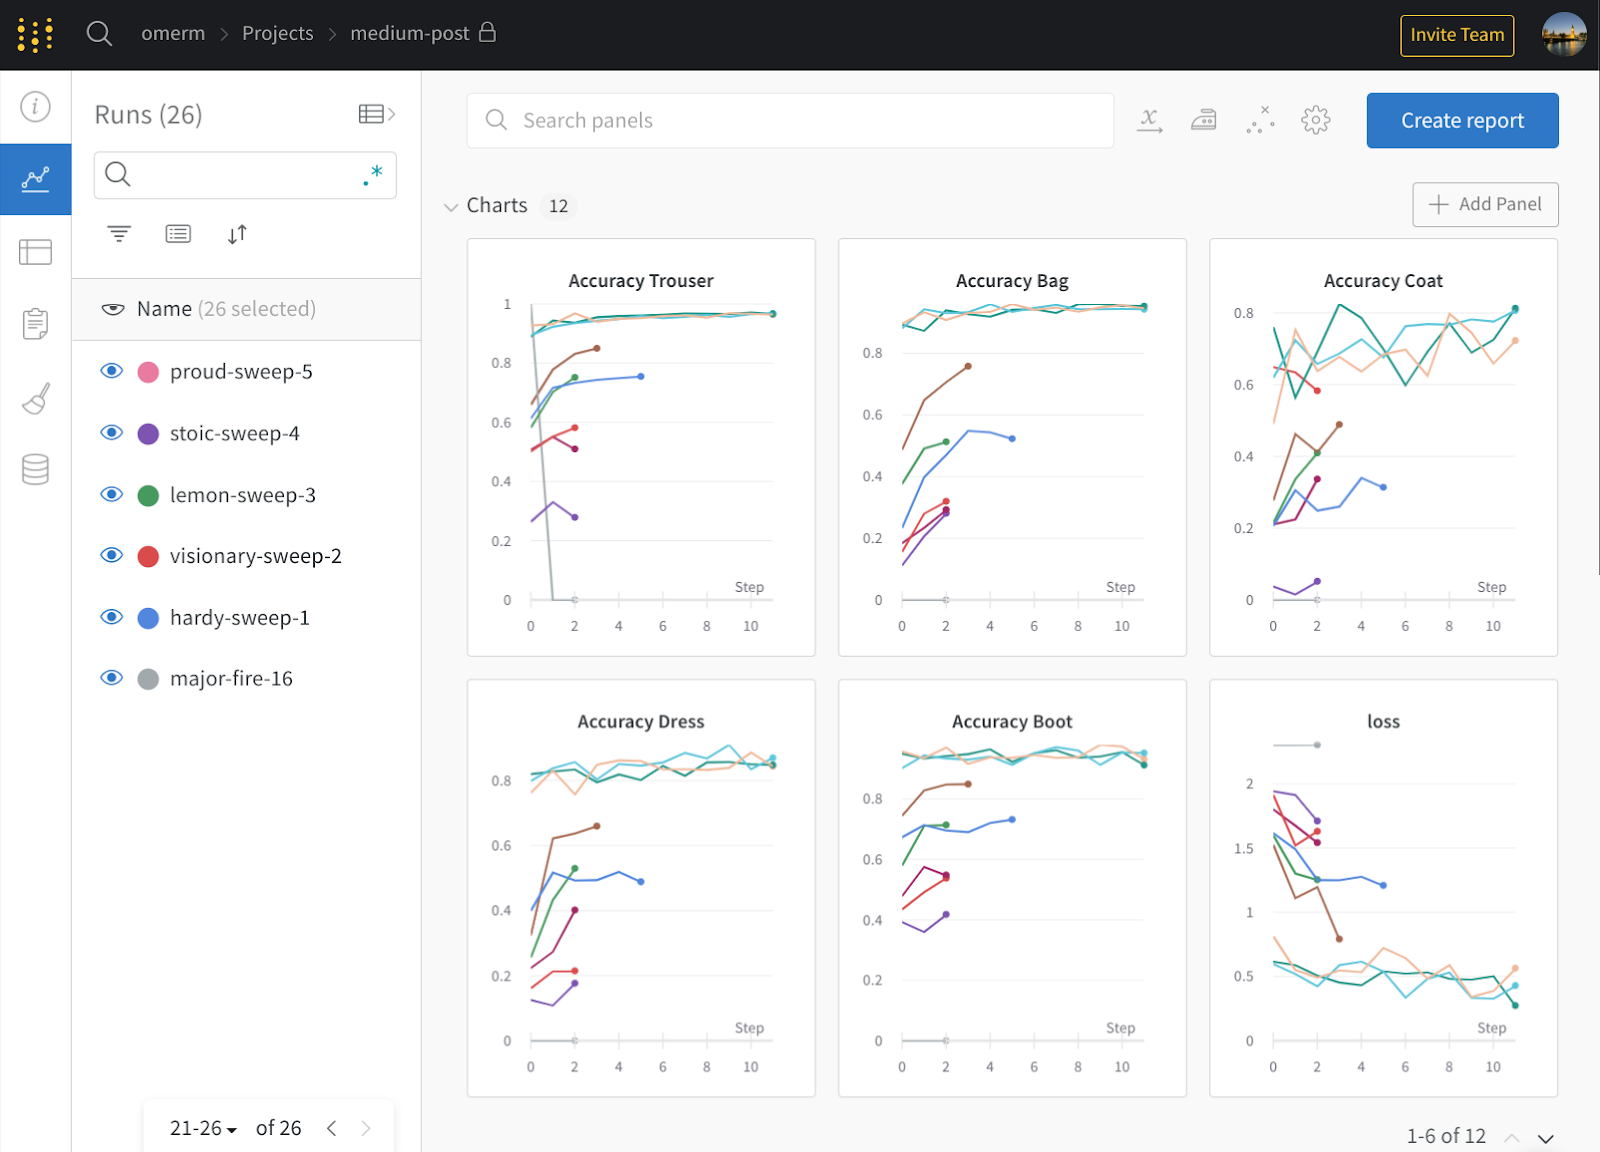 omerm > Projects > medium-post
Invite Team
Runs (26)
.*
Name (26 selected)
proud-sweep-5
stoic-sweep-4
lemon-sweep-3
visionary-sweep-2
hardy-sweep-1
major-fire-16
21-26 of 26 < >
Search panels
x
Create report
Charts 12
+ Add Panel
Accuracy Trouser
1
0.8
0.6
0.4
0.2
0
Step
0 2 4 6 8 10
Accuracy Bag
0.8
0.6
0.4
0.2
0
Step
0 2 4 6 8 10
Accuracy Coat
0.8
0.6
0.4
0.2
0
Step
0 2 4 6 8 10
Accuracy Dress
0.8
0.6
0.4
0.2
0
Step
0 2 4 6 8 10
Accuracy Boot
0.8
0.6
0.4
0.2
0
Step
0 2 4 6 8 10
loss
2
1.5
1
0.5
0
Step
0 2 4 6 8 10
1-6 of 12